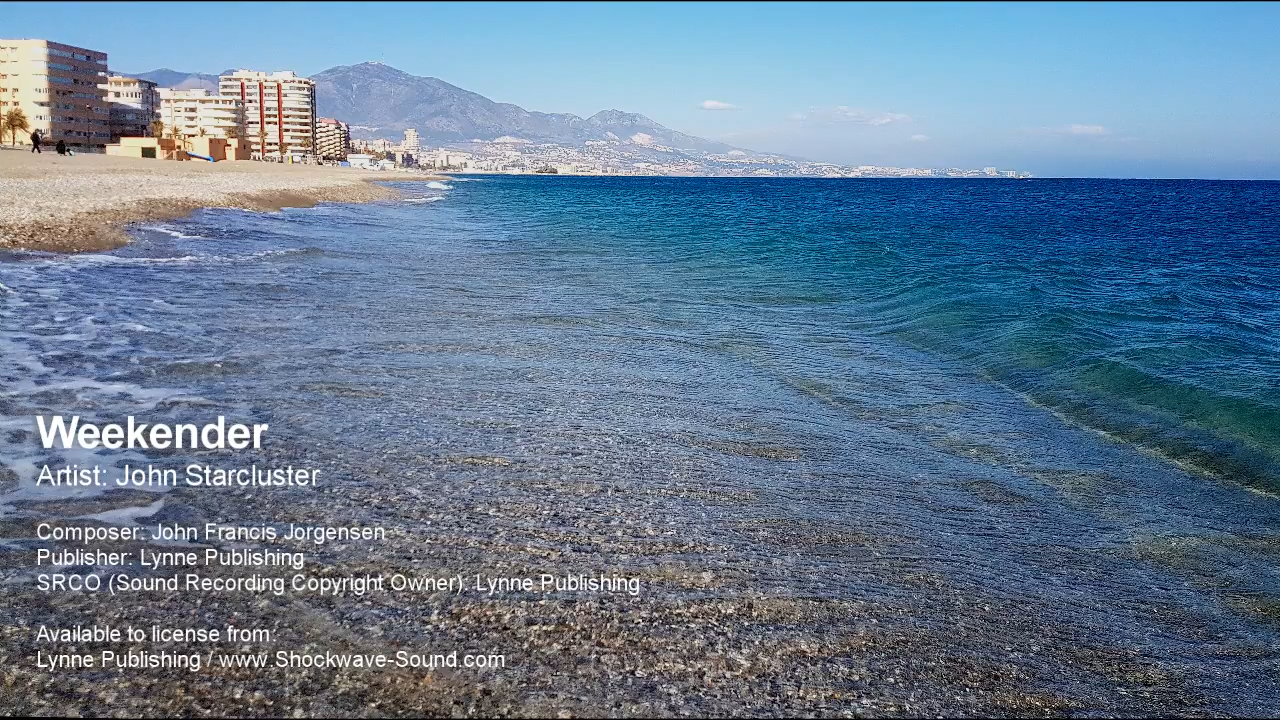 Weekender
Artist: John Starcluster
Composer: John Francis Jorgensen
Publisher: Lynne Publishing
SRCO (Sound Recording Copyright Owner): Lynne Publishing
Available to license from:
Lynne Publishing / www.Shockwave-Sound.com